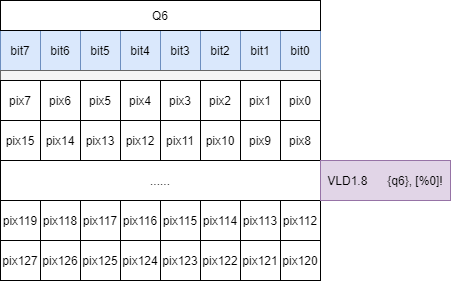 Q6
bit7 bit6 bit5 bit4 bit3 bit2 bit1 bit0
pix7 pix6 pix5 pix4 pix3 pix2 pix1 pix0
pix15 pix14 pix13 pix12 pix11 pix10 pix9 pix8
...... VLD1.8 {q6}, [%0]!
pix119 pix118 pix117 pix116 pix115 pix114 pix113 pix112
pix127 pix126 pix125 pix124 pix123 pix122 pix121 pix120